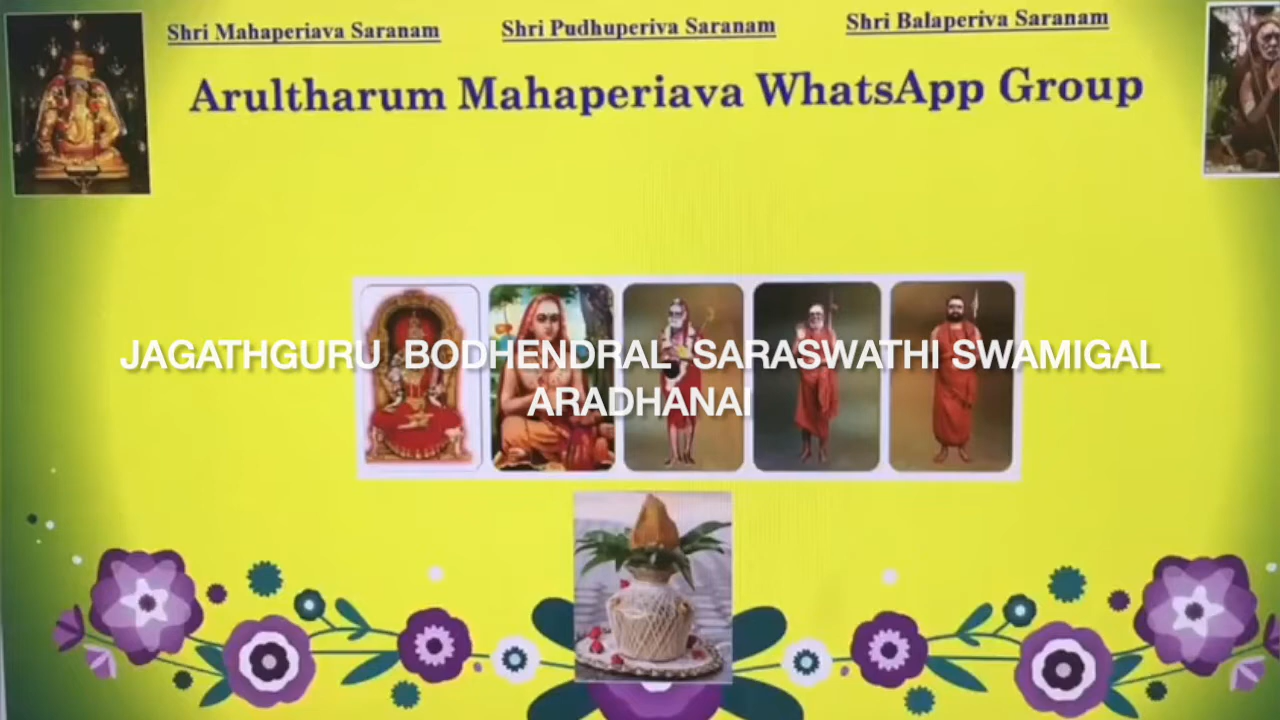 Shri Mahaperiava Saranam Shri Pudhuperiva Saranam Shri Balaperiva Saranam
Arultharum Mahaperiava WhatsApp Group
JAGATHGURU BODHENDRAL SARASWATHI SWAMIGAL
ARADHANAI